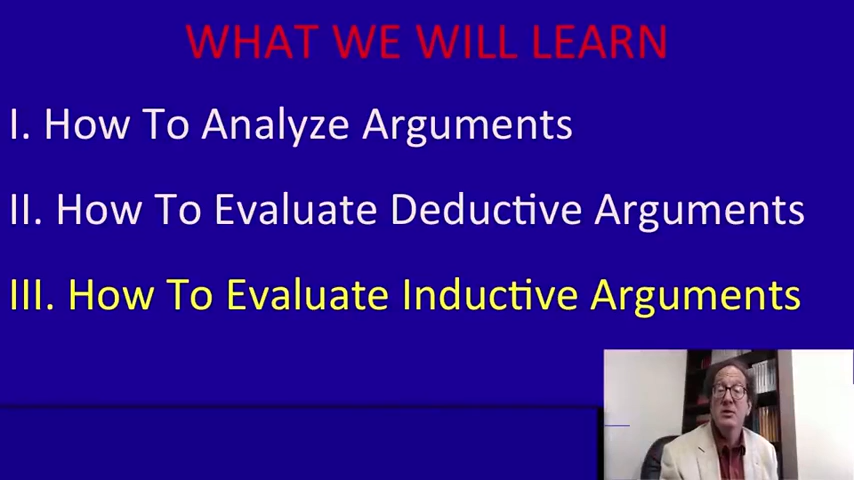 WHAT WE WILL LEARN
I. How To Analyze Arguments
II. How To Evaluate Deductive Arguments
III. How To Evaluate Inductive Arguments